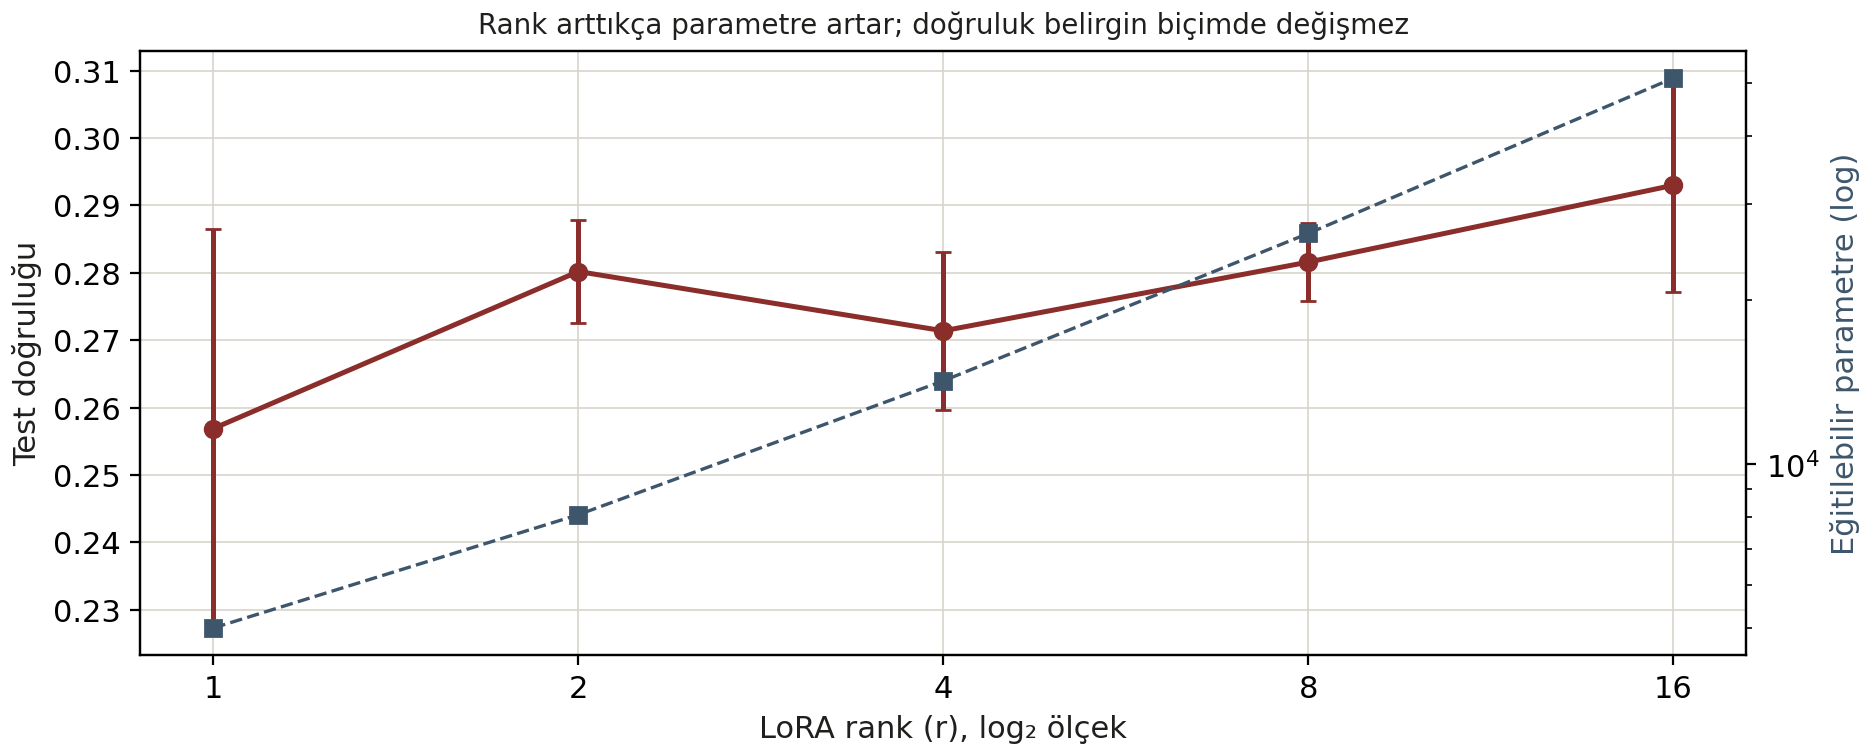 Rank arttıkça parametre artar; doğruluk belirgin biçimde değişmez
Test doğruluğu
0.31
0.30
0.29
0.28
0.27
0.26
0.25
0.24
0.23
10⁴
Eğitilebilir parametre (log)
1 2 4 8 16
LoRA rank (r), log₂ ölçek